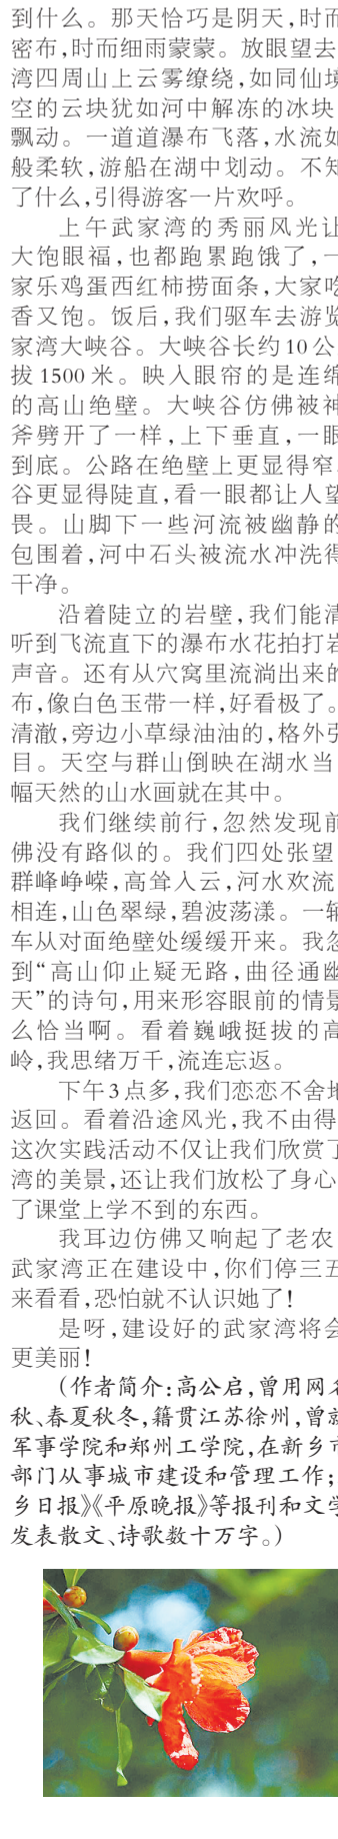 到什么。那天恰巧是阴天,时而
密布,时而细雨蒙蒙。放眼望去
湾四周山上云雾缭绕,如同仙境
空的云块犹如河中解冻的冰块
飘动。一道道瀑布飞落,水流如
般柔软,游船在湖中划动。不知
了什么,引得游客一片欢呼。
上午武家湾的秀丽风光让
大饱眼福,也都跑累跑饿了,一
家乐鸡蛋西红柿捞面条,大家吃
香又饱。饭后,我们驱车去游览
家湾大峡谷。大峡谷长约10公
拔1500米。映入眼帘的是连绵
的高山绝壁。大峡谷仿佛被神
斧劈开了一样,上下垂直,一眼
到底。公路在绝壁上更显得窄
谷更显得陡直,看一眼都让人望
畏。山脚下一些河流被幽静的
包围着,河中石头被流水冲洗得
干净。
沿着陡立的岩壁,我们能清
听到飞流直下的瀑布水花拍打岩
声音。还有从穴窝里流淌出来的
布,像白色玉带一样,好看极了。
清澈,旁边小草绿油油的,格外引
目。天空与群山倒映在湖水当
幅天然的山水画就在其中。
我们继续前行,忽然发现前
佛没有路似的。我们四处张望
群峰峥嵘,高耸入云,河水欢流
相连,山色翠绿,碧波荡漾。一辆
车从对面绝壁处缓缓开来。我忽
到“高山仰止疑无路,曲径通幽
天”的诗句,用来形容眼前的情景
么恰当啊。看着巍峨挺拔的高
岭,我思绪万千,流连忘返。
下午3点多,我们恋恋不舍地
返回。看着沿途风光,我不由得
这次实践活动不仅让我们欣赏了
湾的美景,还让我们放松了身心
了课堂上学不到的东西。
我耳边仿佛又响起了老农
武家湾正在建设中,你们停三五
来看看,恐怕就不认识她了!
是呀,建设好的武家湾将会
更美丽!
(作者简介:高公启,曾用网名
秋、春夏秋冬,籍贯江苏徐州,曾就
军事学院和郑州工学院,在新乡市
部门从事城市建设和管理工作;
乡日报》《平原晚报》等报刊和文学
发表散文、诗歌数十万字。)